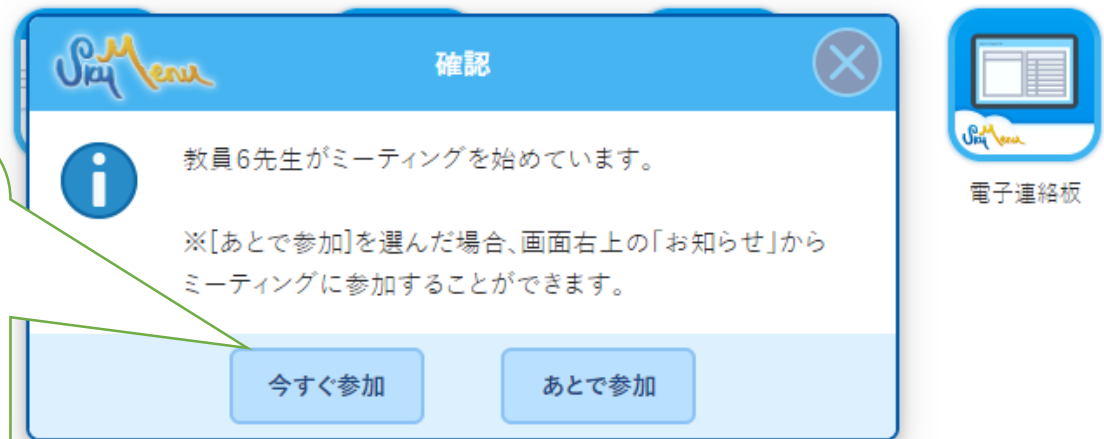 SkyMenu
確認
教員6先生がミーティングを始めています。
※[あとで参加]を選んだ場合、画面右上の「お知らせ」から
ミーティングに参加することができます。
今すぐ参加
あとで参加
SkyMenu
電子連絡板